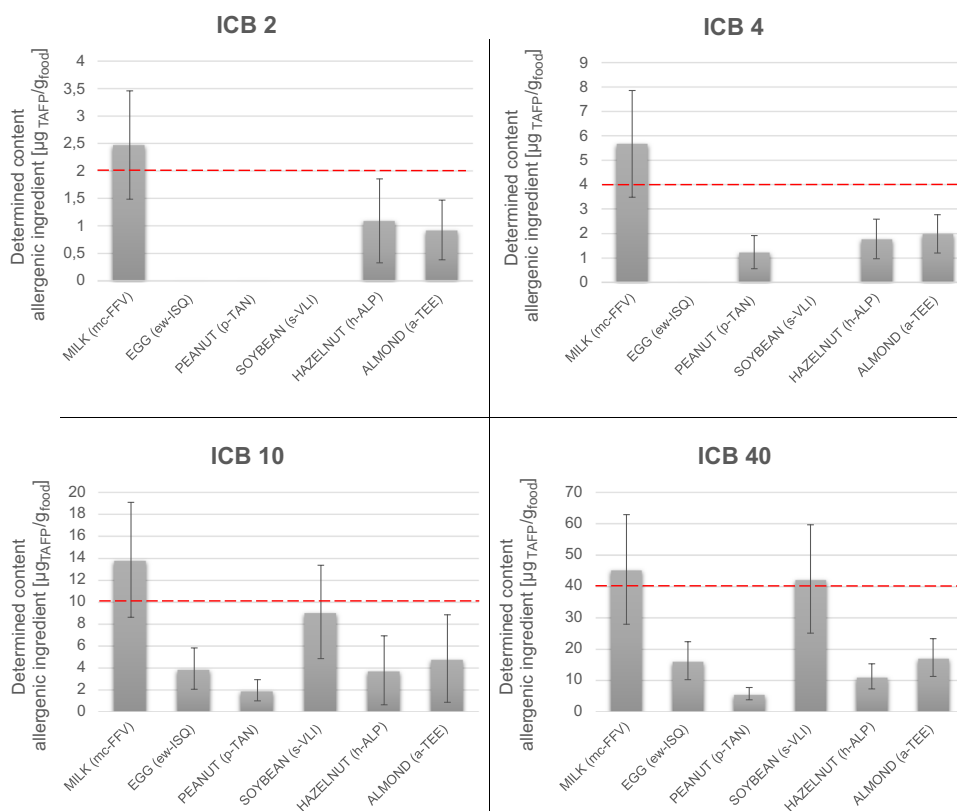 ICB 2
Determined content
allergenic ingredient [µg TAFP/gfood]
4
3,5
3
2,5
2
1,5
1
0,5
0
MILK (mc-FFV)
EGG (ew-ISQ)
PEANUT (p-TAN)
SOYBEAN (s-VLI)
HAZELNUT (h-ALP)
ALMOND (a-TEE)
ICB 4
Determined content
allergenic ingredient [µg TAFP/gfood]
9
8
7
6
5
4
3
2
1
0
MILK (mc-FFV)
EGG (ew-ISQ)
PEANUT (p-TAN)
SOYBEAN (s-VLI)
HAZELNUT (h-ALP)
ALMOND (a-TEE)
ICB 10
Determined content
allergenic ingredient [µgTAFP/gfood]
20
18
16
14
12
10
8
6
4
2
0
MILK (mc-FFV)
EGG (ew-ISQ)
PEANUT (p-TAN)
SOYBEAN (s-VLI)
HAZELNUT (h-ALP)
ALMOND (a-TEE)
ICB 40
Determined content
allergenic ingredient [µgTAFP/gfood]
70
60
50
40
30
20
10
0
MILK (mc-FFV)
EGG (ew-ISQ)
PEANUT (p-TAN)
SOYBEAN (s-VLI)
HAZELNUT (h-ALP)
ALMOND (a-TEE)